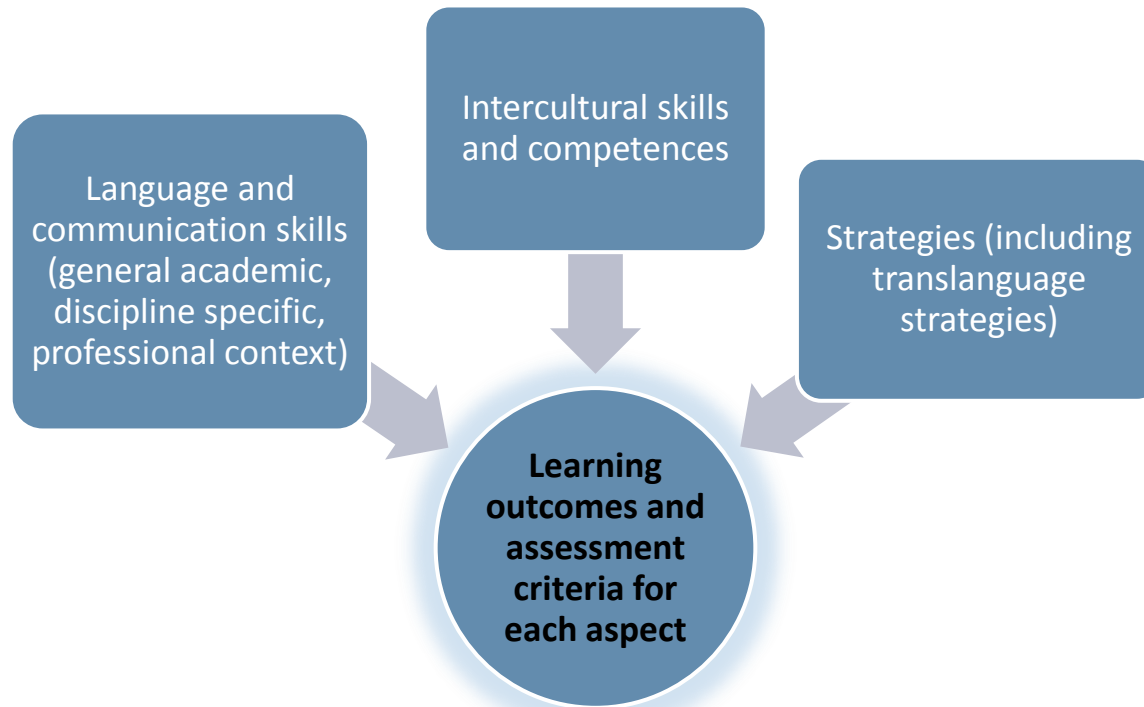 Language and
communication skills
(general academic,
discipline specific,
professional context)
Intercultural skills
and competences
Strategies (including
translanguage
strategies)
Learning
outcomes and
assessment
criteria for
each aspect